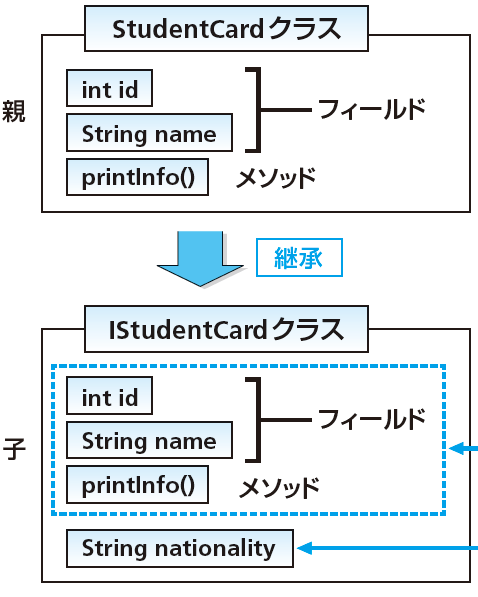 StudentCardクラス
親
int id
String name
フィールド
printInfo()
メソッド
継承
IStudentCardクラス
子
int id
String name
フィールド
printInfo()
メソッド
String nationality